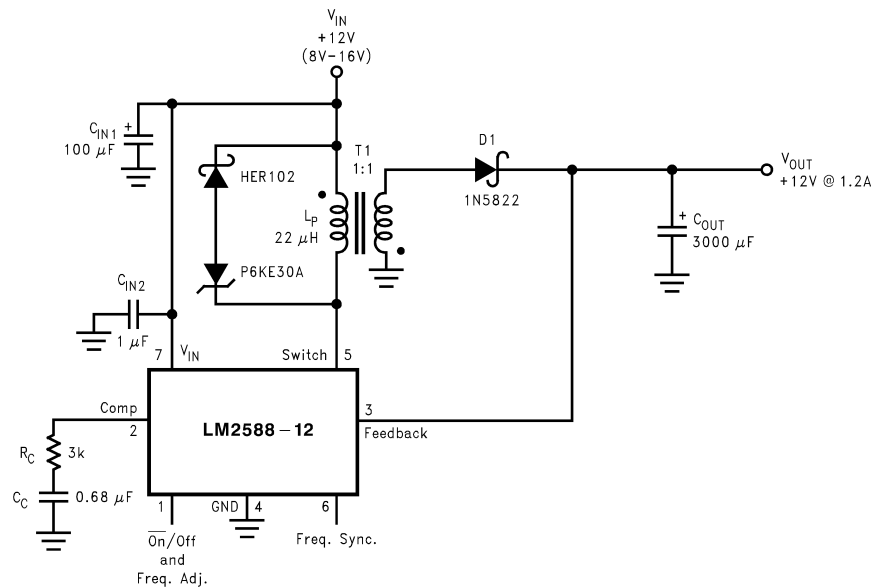 V_IN
+12V
(8V–16V)
C_IN1 +
100 µF
HER102
T1
1:1
D1
1N5822
V_OUT
+12V @ 1.2A
L_P
22 µH
+ C_OUT
3000 µF
P6KE30A
C_IN2
1 µF
7 V_IN
Switch 5
Comp
2
LM2588–12
3
Feedback
R_C 3k
C_C 0.68 µF
1
GND 4
6
On/Off
and
Freq. Adj.
Freq. Sync.